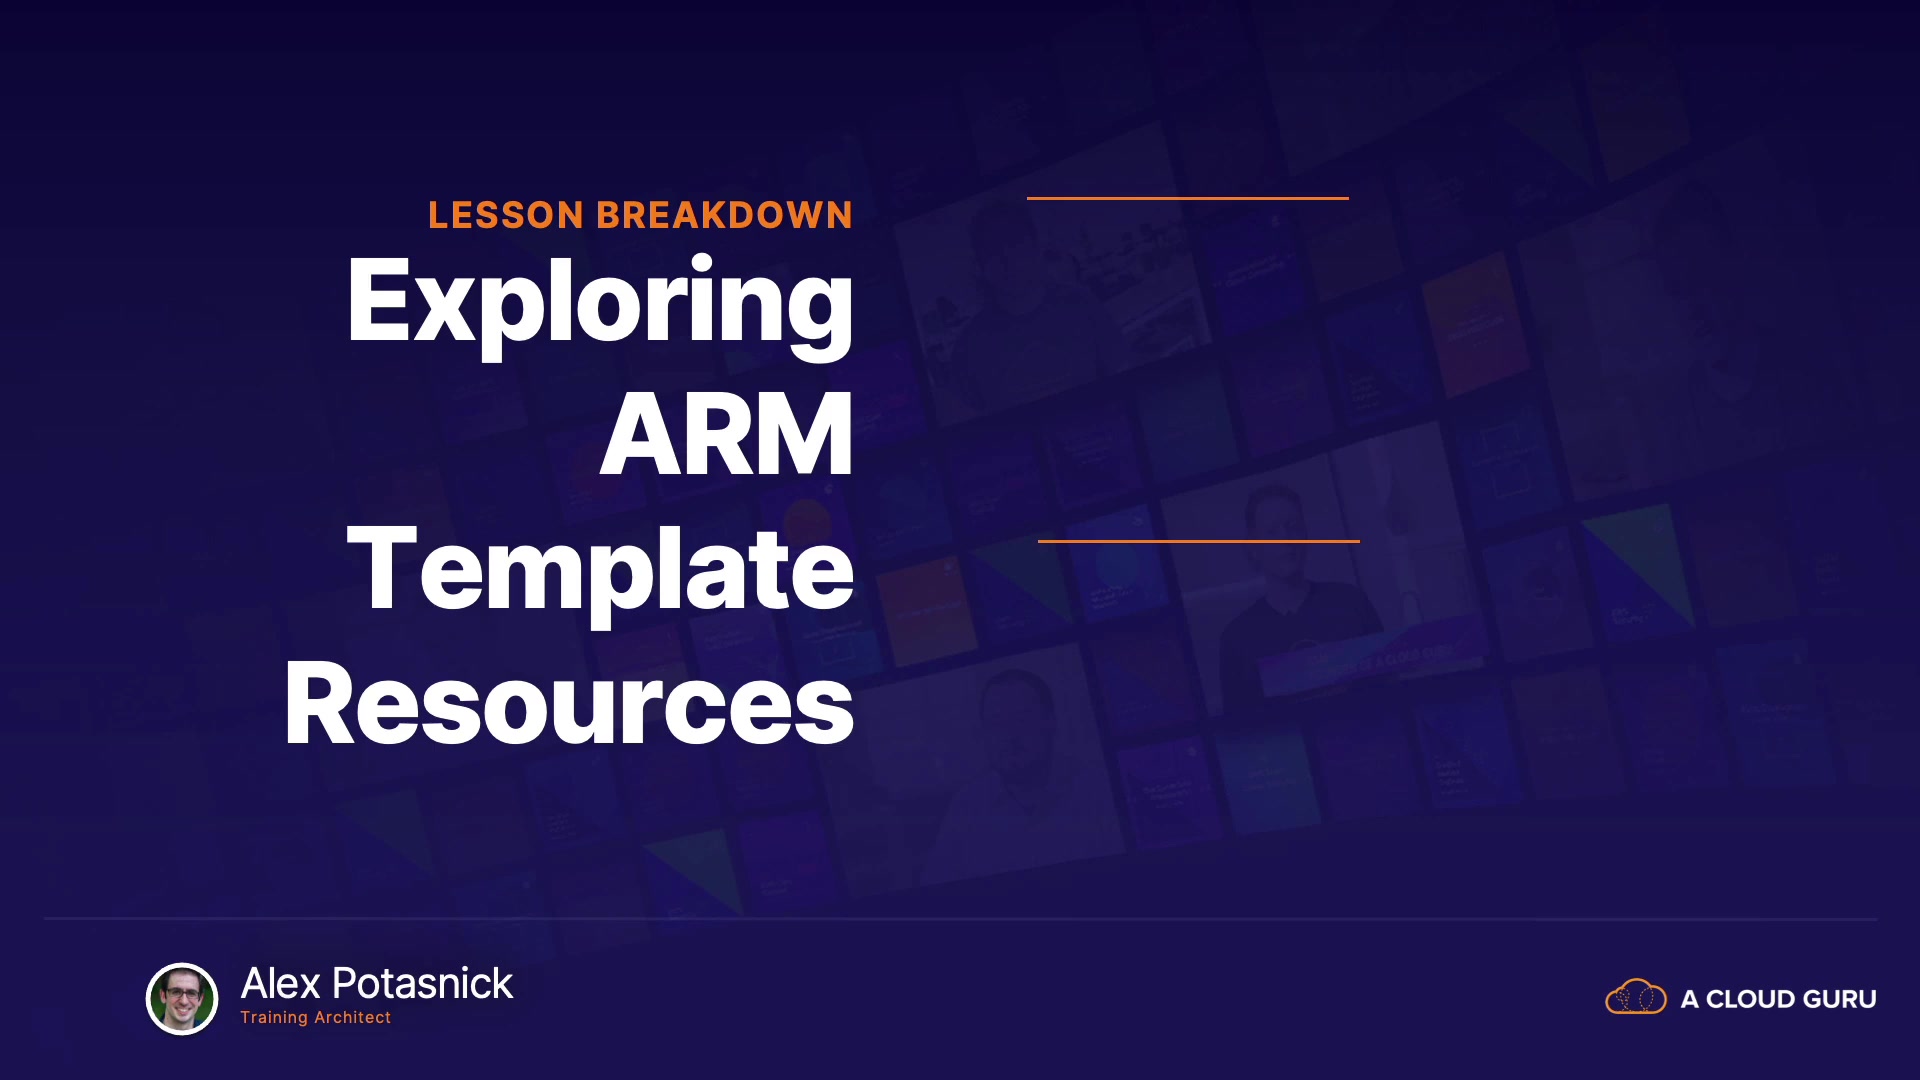 LESSON BREAKDOWN
Exploring
ARM
Template
Resources
Alex Potasnick
Training Architect
A CLOUD GURU